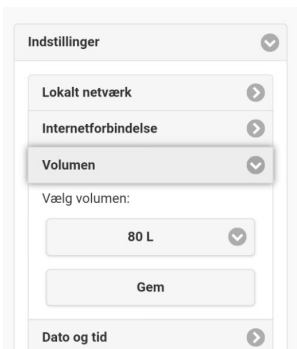 Indstillinger
Lokalt netværk
Internetforbindelse
Volumen
Vælg volumen:
80 L
Gem
Dato og tid